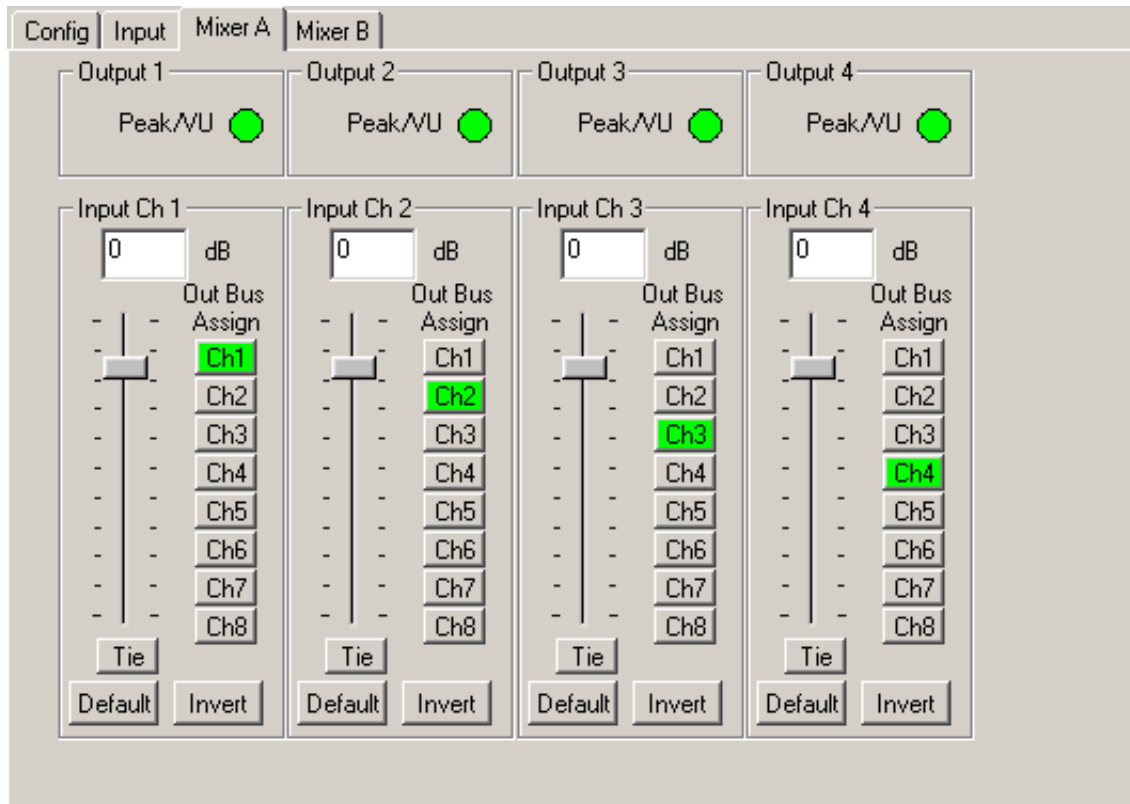 Config Input Mixer A Mixer B
Output 1 Output 2 Output 3 Output 4
Peak/VU Peak/VU Peak/VU Peak/VU
Input Ch 1 Input Ch 2 Input Ch 3 Input Ch 4
0 dB 0 dB 0 dB 0 dB
Out Bus Out Bus Out Bus Out Bus
Assign Assign Assign Assign
Ch1 Ch1 Ch1 Ch1
Ch2 Ch2 Ch2 Ch2
Ch3 Ch3 Ch3 Ch3
Ch4 Ch4 Ch4 Ch4
Ch5 Ch5 Ch5 Ch5
Ch6 Ch6 Ch6 Ch6
Ch7 Ch7 Ch7 Ch7
Ch8 Ch8 Ch8 Ch8
Tie Tie Tie Tie
Default Invert Default Invert Default Invert Default Invert